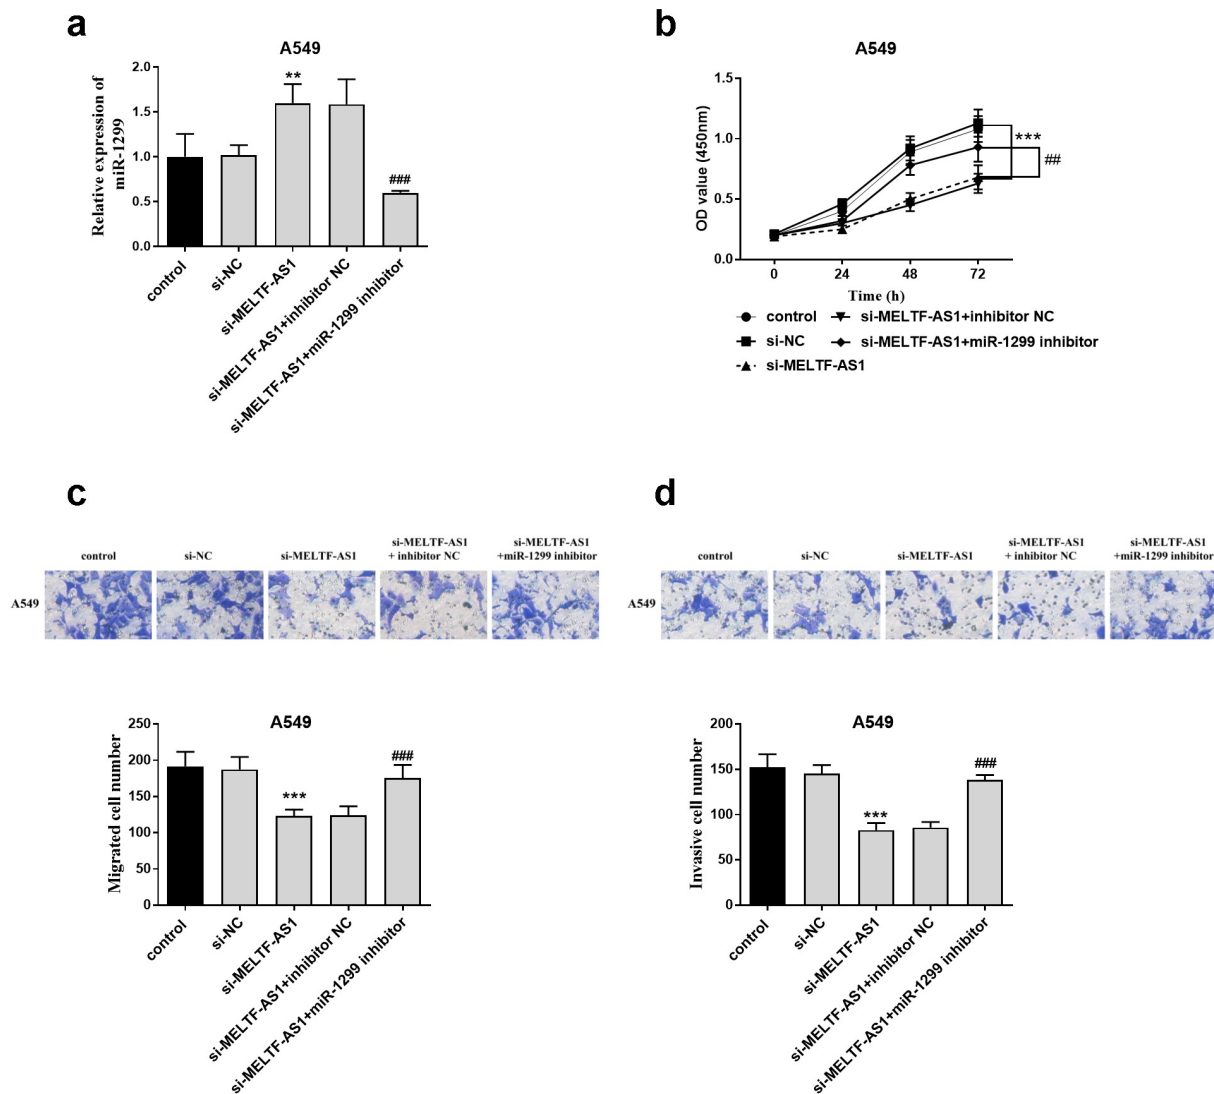 a
A549
Relative expression of
miR-1299
2.0
1.5
1.0
0.5
0.0
**
###
control
si-NC
si-MELTF-AS1
si-MELTF-AS1+inhibitor NC
si-MELTF-AS1+miR-1299 inhibitor
b
A549
OD value (450nm)
1.5
1.0
0.5
0.0
***
##
0 24 48 72
Time (h)
control si-MELTF-AS1+inhibitor NC
si-NC si-MELTF-AS1+miR-1299 inhibitor
si-MELTF-AS1
c
control si-NC si-MELTF-AS1 si-MELTF-AS1 si-MELTF-AS1
+ inhibitor NC +miR-1299 inhibitor
A549
A549
Migrated cell number
250
200
150
100
50
0
***
###
control
si-NC
si-MELTF-AS1
si-MELTF-AS1+inhibitor NC
si-MELTF-AS1+miR-1299 inhibitor
d
control si-NC si-MELTF-AS1 si-MELTF-AS1 si-MELTF-AS1
+ inhibitor NC +miR-1299 inhibitor
A549
A549
Invasive cell number
200
150
100
50
0
***
###
control
si-NC
si-MELTF-AS1
si-MELTF-AS1+inhibitor NC
si-MELTF-AS1+miR-1299 inhibitor